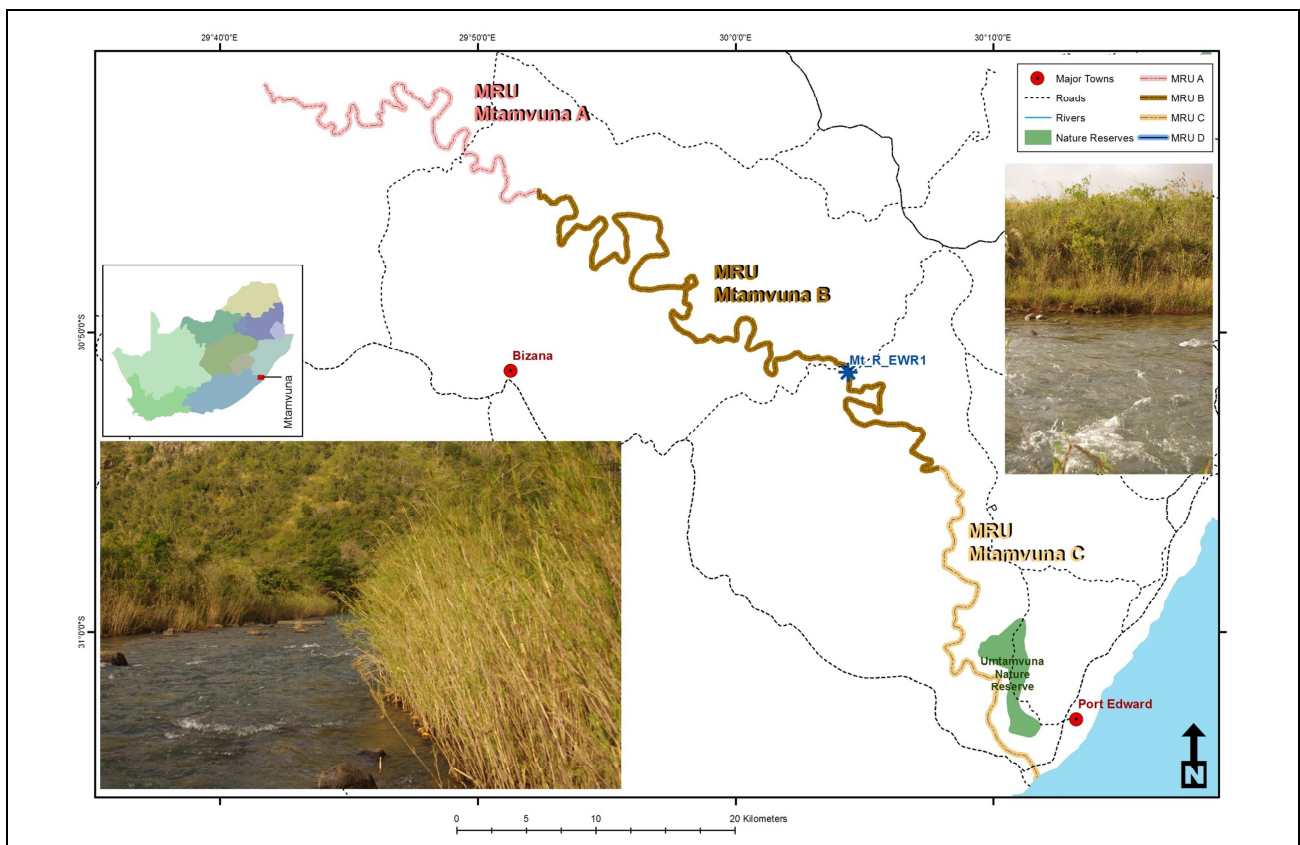 29°40'0"E
29°50'0"E
30°0'0"E
30°10'0"E
MRU
Mtamvuna A
Major Towns
Roads
Rivers
Nature Reserves
MRU A
MRU B
MRU C
MRU D
MRU
Mtamvuna B
30°50'0"S
Mtamvuna
Bizana
Mt_R_EWR1
MRU
Mtamvuna C
31°0'0"S
Umtamvuna
Nature
Reserve
Port Edward
N
0 5 10 20 Kilometers